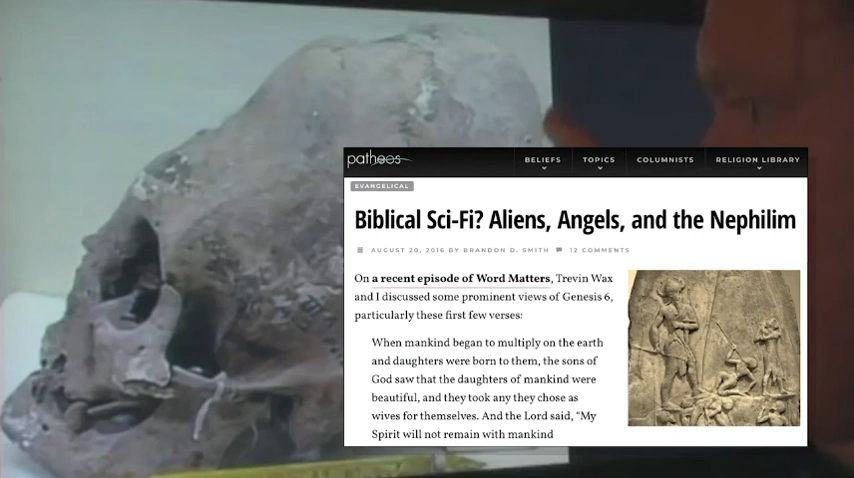 patheos
BELIEFS TOPICS COLUMNISTS RELIGION LIBRARY
EVANGELICAL
Biblical Sci-Fi? Aliens, Angels, and the Nephilim
AUGUST 20, 2016 BY BRANDON D. SMITH 12 COMMENTS
On a recent episode of Word Matters, Trevin Wax
and I discussed some prominent views of Genesis 6,
particularly these first few verses:
When mankind began to multiply on the earth
and daughters were born to them, the sons of
God saw that the daughters of mankind were
beautiful, and they took any they chose as
wives for themselves. And the Lord said, “My
Spirit will not remain with mankind